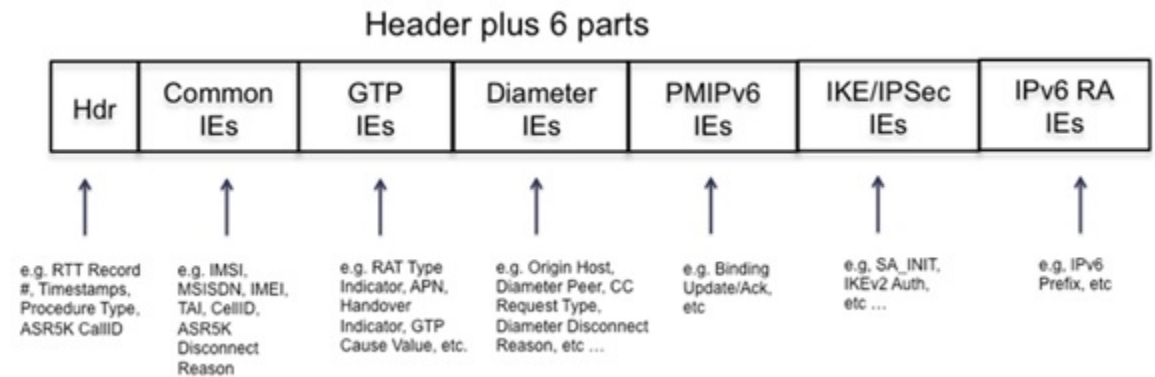 Header plus 6 parts
Hdr
Common
IEs
GTP
IEs
Diameter
IEs
PMIPv6
IEs
IKE/IPSec
IEs
IPv6 RA
IEs
e.g. RTT Record
#, Timestamps,
Procedure Type,
ASR5K CallID
e.g. IMSI,
MSISDN, IMEI,
TAI, CellID,
ASR5K
Disconnect
Reason
e.g. RAT Type
Indicator, APN,
Handover
Indicator, GTP
Cause Value, etc.
e.g. Origin Host,
Diameter Peer, CC
Request Type,
Diameter Disconnect
Reason, etc ...
e.g. Binding
Update/Ack,
etc
e.g, SA_INIT,
IKEv2 Auth,
etc ...
e.g, IPv6
Prefix, etc